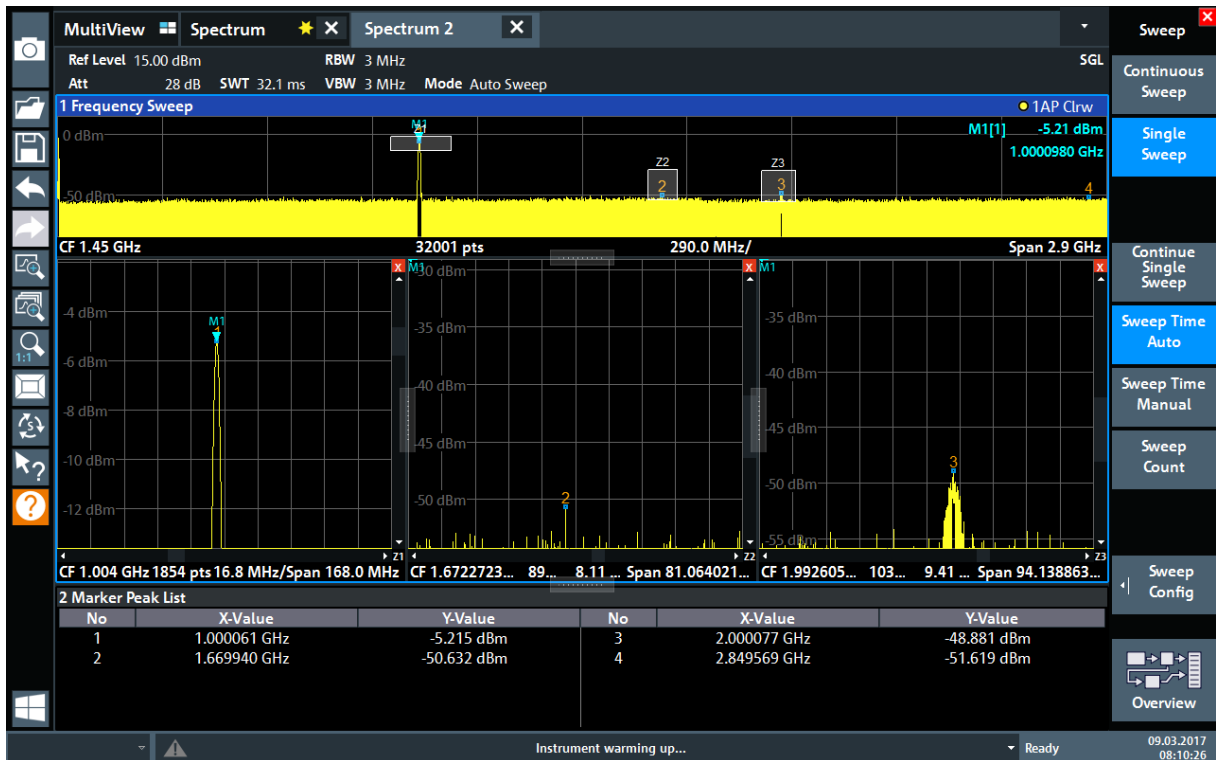 MultiView Spectrum Spectrum 2 Sweep
Ref Level 15.00 dBm RBW 3 MHz SGL
Att 28 dB SWT 32.1 ms VBW 3 MHz Mode Auto Sweep
1 Frequency Sweep 1AP Clrw
0 dBm
-50 dBm
M1
Z1
M1[1] -5.21 dBm
1.0000980 GHz
Z2
2
Z3
3
4
CF 1.45 GHz 32001 pts 290.0 MHz/ Span 2.9 GHz
-4 dBm
-6 dBm
-8 dBm
-10 dBm
-12 dBm
M1
1
Z1
CF 1.004 GHz 1854 pts 16.8 MHz/ Span 168.0 MHz
M1
-30 dBm
-35 dBm
-40 dBm
-45 dBm
-50 dBm
2
Z2
CF 1.6722723... 89... 8.11 ... Span 81.064021...
M1
-35 dBm
-40 dBm
-45 dBm
-50 dBm
-55 dBm
3
Z3
CF 1.992605... 103... 9.41 ... Span 94.138863...
2 Marker Peak List
No X-Value Y-Value No X-Value Y-Value
1 1.000061 GHz -5.215 dBm 3 2.000077 GHz -48.881 dBm
2 1.669940 GHz -50.632 dBm 4 2.849569 GHz -51.619 dBm
Continuous
Sweep
Single
Sweep
Continue
Single
Sweep
Sweep Time
Auto
Sweep Time
Manual
Sweep
Count
Sweep
Config
Overview
1:1
S
?
?
Instrument warming up... Ready
09.03.2017
08:10:26